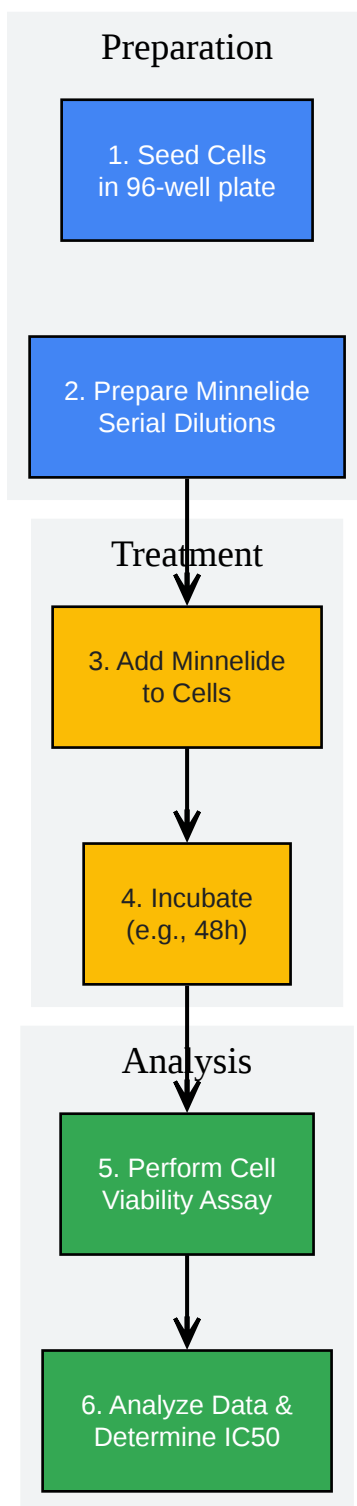 Preparation
1. Seed Cells
in 96-well plate
2. Prepare Minnelide
Serial Dilutions
Treatment
3. Add Minnelide
to Cells
4. Incubate
(e.g., 48h)
Analysis
5. Perform Cell
Viability Assay
6. Analyze Data &
Determine IC50